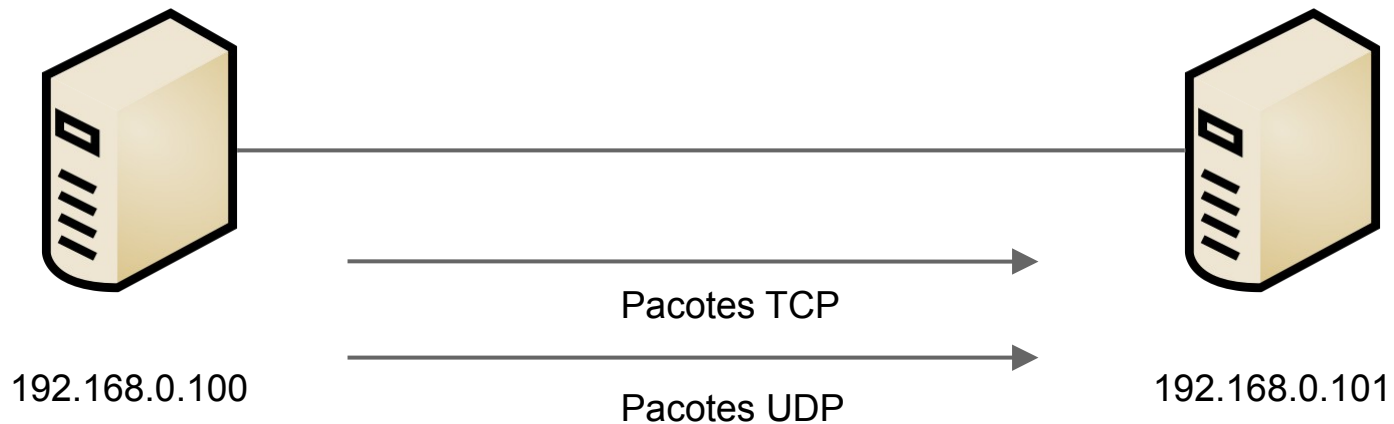 Pacotes TCP
192.168.0.100
Pacotes UDP
192.168.0.101